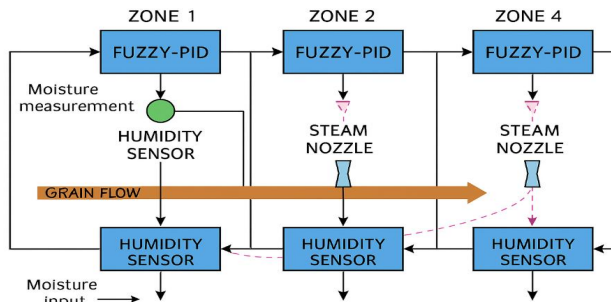 ZONE 1
ZONE 2
ZONE 4
FUZZY-PID
FUZZY-PID
FUZZY-PID
Moisture
measurement
HUMIDITY
SENSOR
STEAM
NOZZLE
STEAM
NOZZLE
GRAIN FLOW
HUMIDITY
SENSOR
HUMIDITY
SENSOR
HUMIDITY
SENSOR
Moisture
input